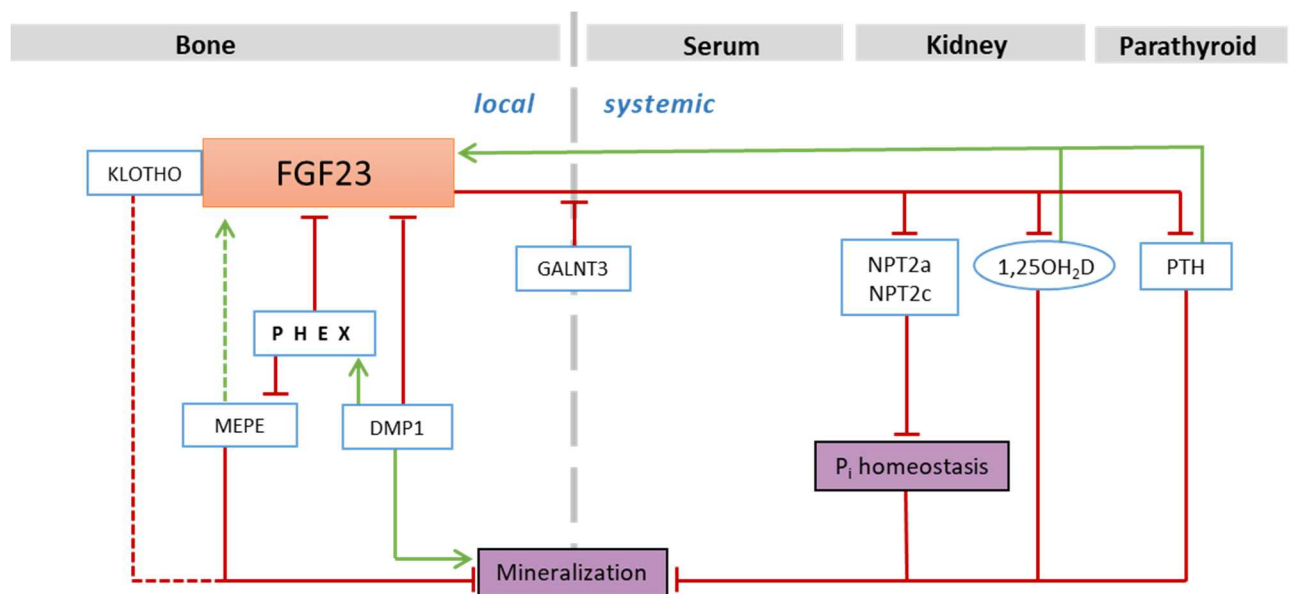 Bone
Serum
Kidney
Parathyroid
local
systemic
KLOTHO
FGF23
GALNT3
NPT2a
NPT2c
1,25OH₂D
PTH
PHEX
MEPE
DMP1
Pᵢ homeostasis
Mineralization